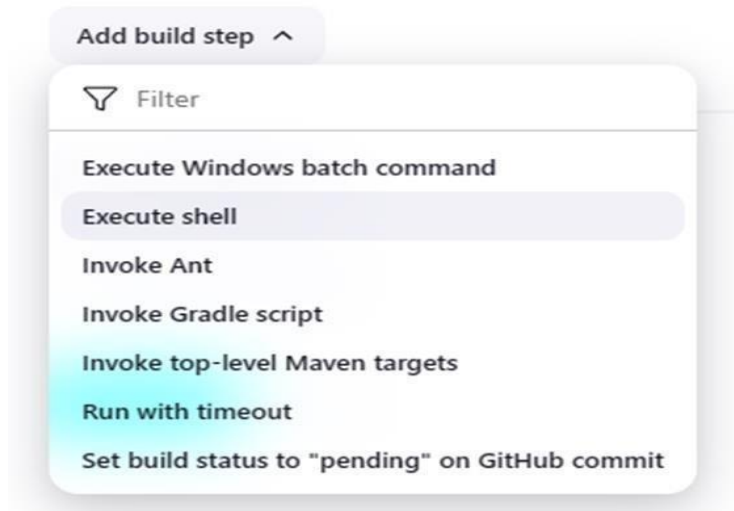 Add build step
Filter
Execute Windows batch command
Execute shell
Invoke Ant
Invoke Gradle script
Invoke top-level Maven targets
Run with timeout
Set build status to "pending" on GitHub commit